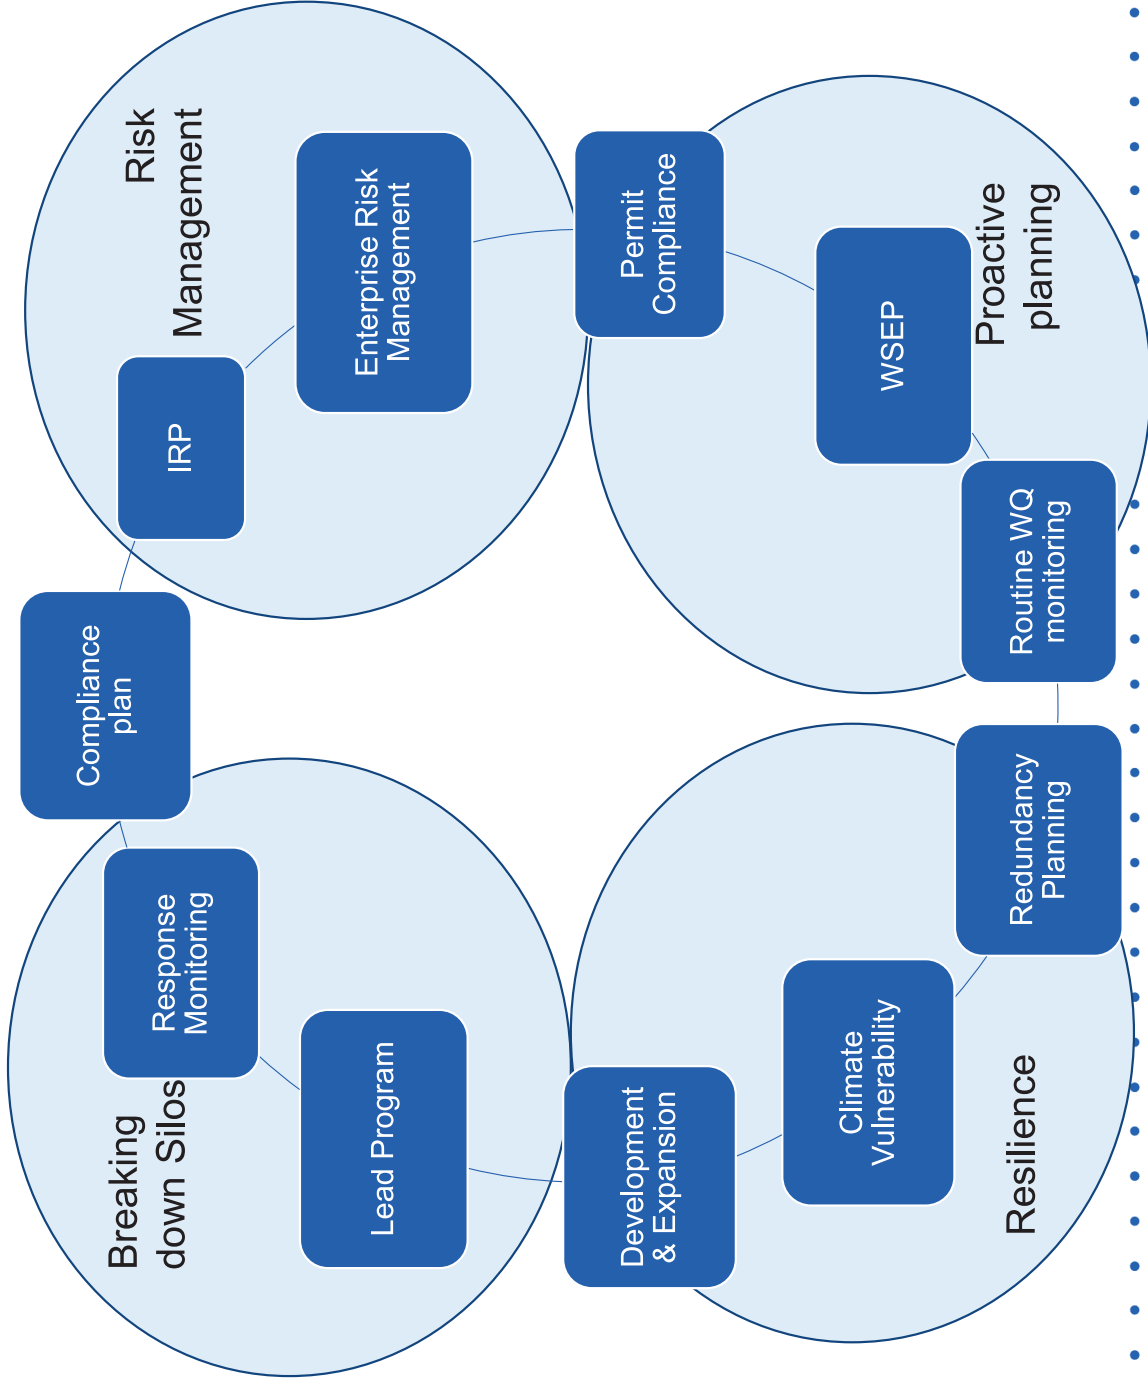 Breaking
down Silos
Response
Monitoring
Compliance
plan
IRP
Risk
Management
Lead Program
Enterprise Risk
Management
Development
& Expansion
Permit
Compliance
Climate
Vulnerability
WSEP
Resilience
Redundancy
Planning
Routine WQ
monitoring
Proactive
planning